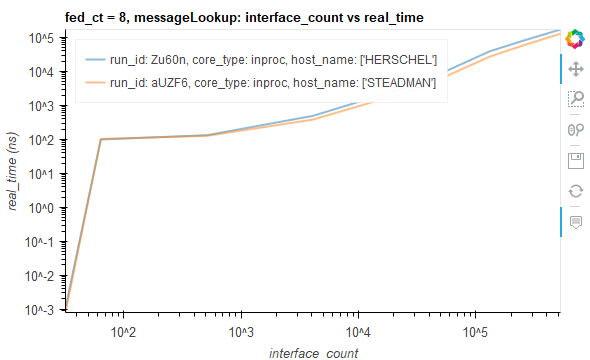 fed_ct = 8, messageLookup: interface_count vs real_time
run_id: Zu60n, core_type: inproc, host_name: ['HERSCHEL']
run_id: aUZF6, core_type: inproc, host_name: ['STEADMAN']
real_time (ns)
10^5
10^4
10^3
10^2
10^1
10^0
10^-1
10^-2
10^-3
10^2
10^3
10^4
10^5
interface_count